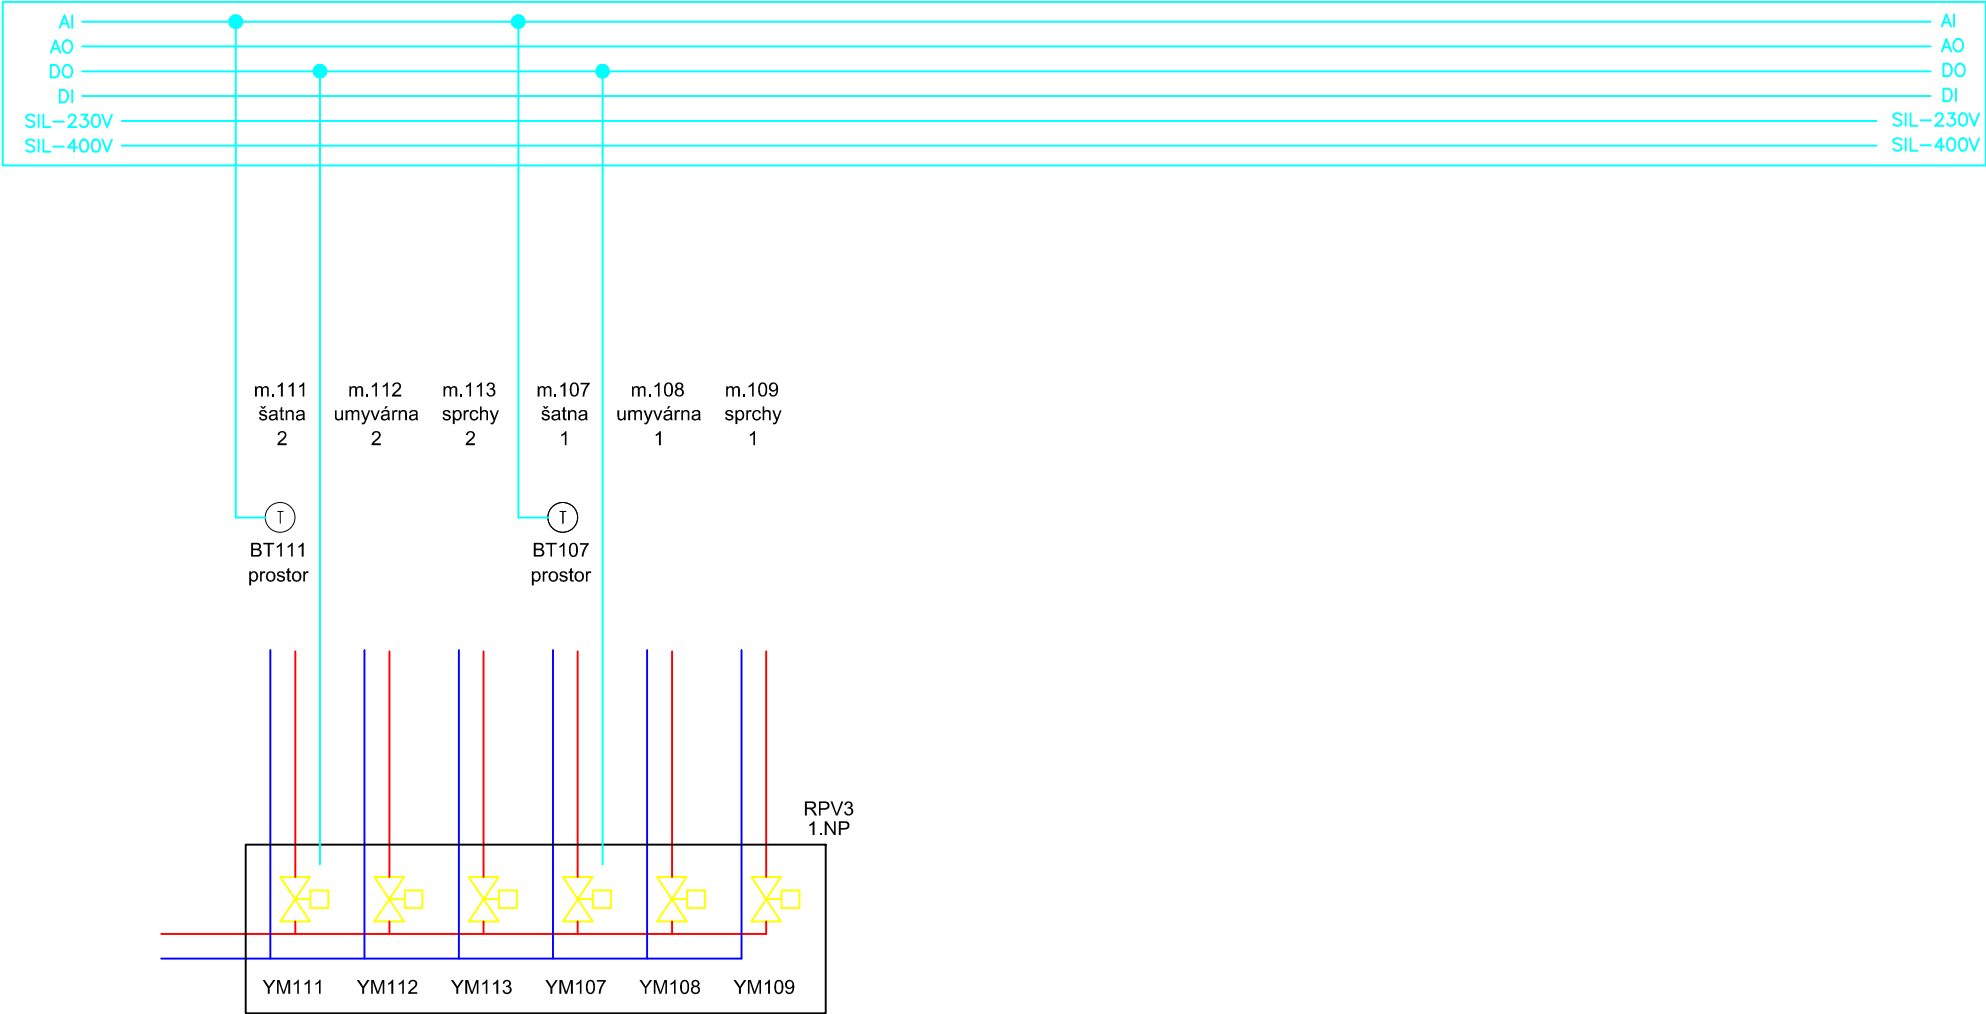 AI AI
AO AO
DO DO
DI DI
SIL-230V SIL-230V
SIL-400V SIL-400V
m.111 m.112 m.113 m.107 m.108 m.109
šatna umyvárna sprchy šatna umyvárna sprchy
2 2 2 1 1 1
T T
BT111 BT107
prostor prostor
RPV3
1.NP
YM111 YM112 YM113 YM107 YM108 YM109